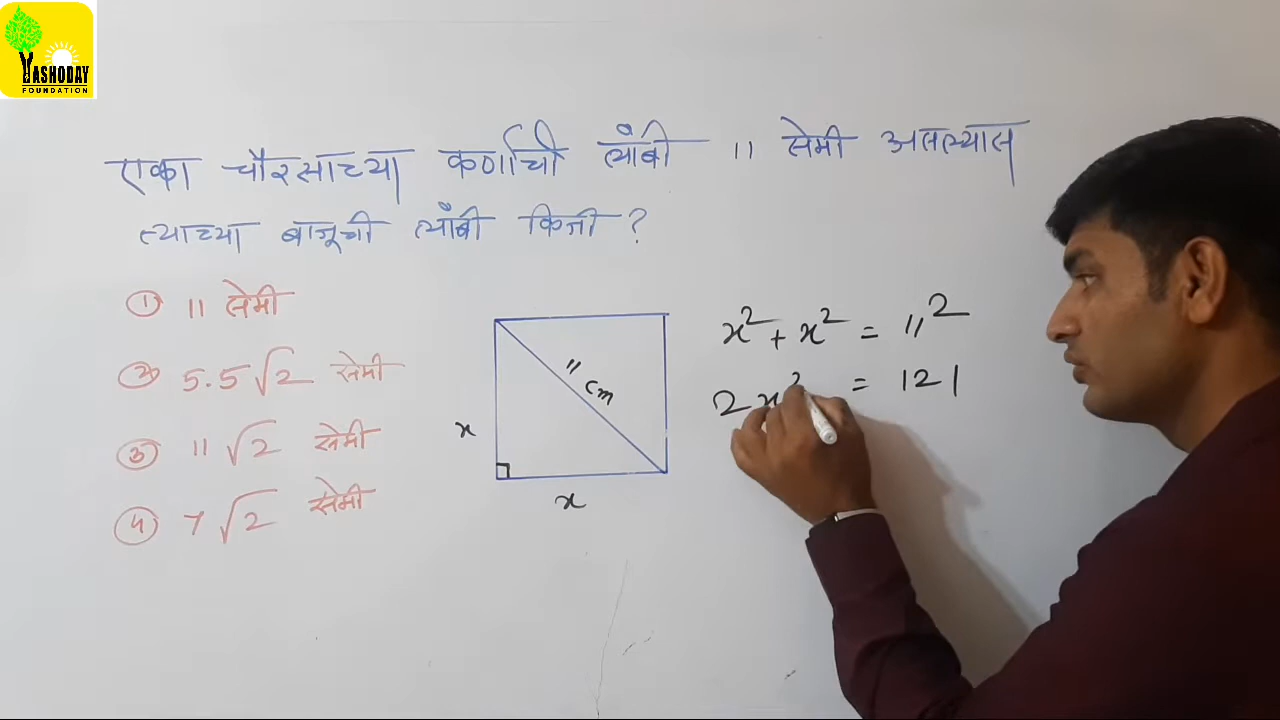 YASHODAY
FOUNDATION
एका चौरसाच्या कर्णाची लांबी 11 सेमी असल्यास
त्याच्या बाजूची लांबी किती ?
① 11 सेमी
② 5.5√2 सेमी
③ 11√2 सेमी
④ 7√2 सेमी
11 cm
x
x
x² + x² = 11²
2x² = 121